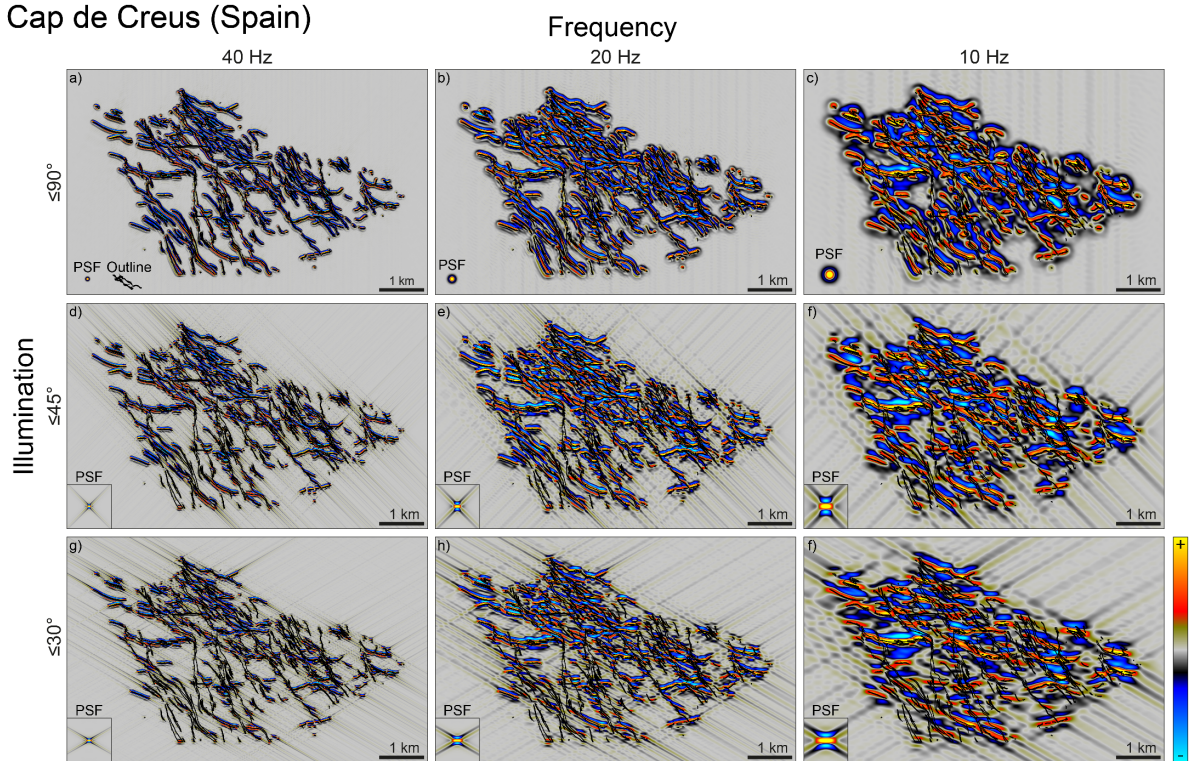 Cap de Creus (Spain)
Frequency
40 Hz
20 Hz
10 Hz
Illumination
≤90°
a)
PSF Outline
1 km
b)
PSF
1 km
c)
PSF
1 km
≤45°
d)
PSF
1 km
e)
PSF
1 km
f)
PSF
1 km
≤30°
g)
PSF
1 km
h)
PSF
1 km
f)
PSF
1 km
+
-